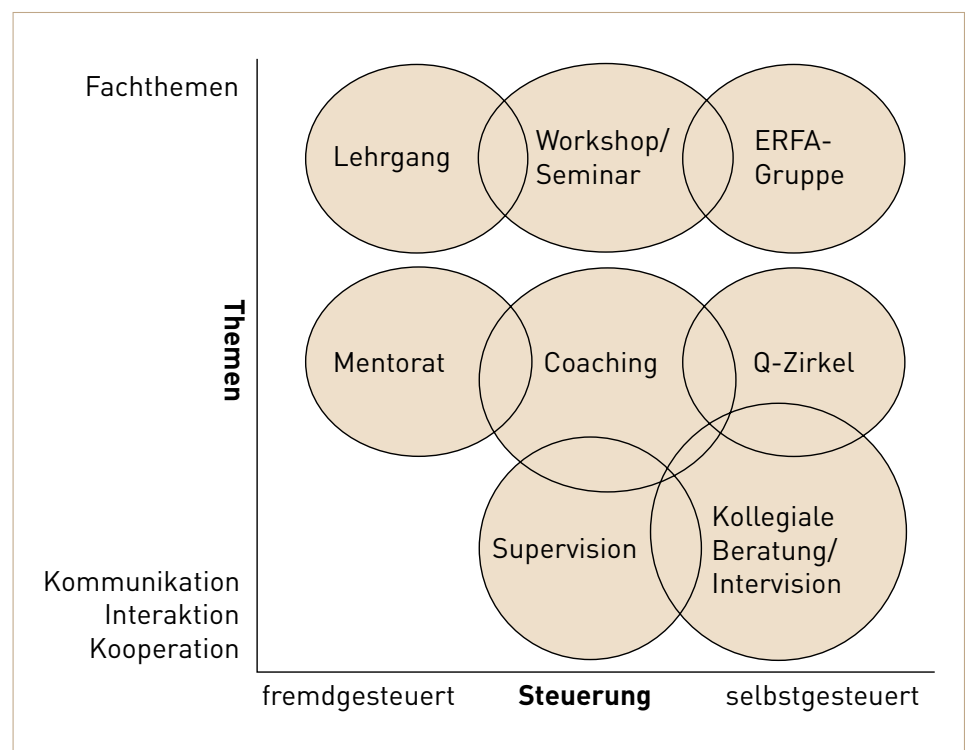 Fachthemen
Lehrgang
Workshop/
Seminar
ERFA-
Gruppe
Themen
Mentorat
Coaching
Q-Zirkel
Supervision
Kollegiale
Beratung/
Intervision
Kommunikation
Interaktion
Kooperation
fremdgesteuert
Steuerung
selbstgesteuert